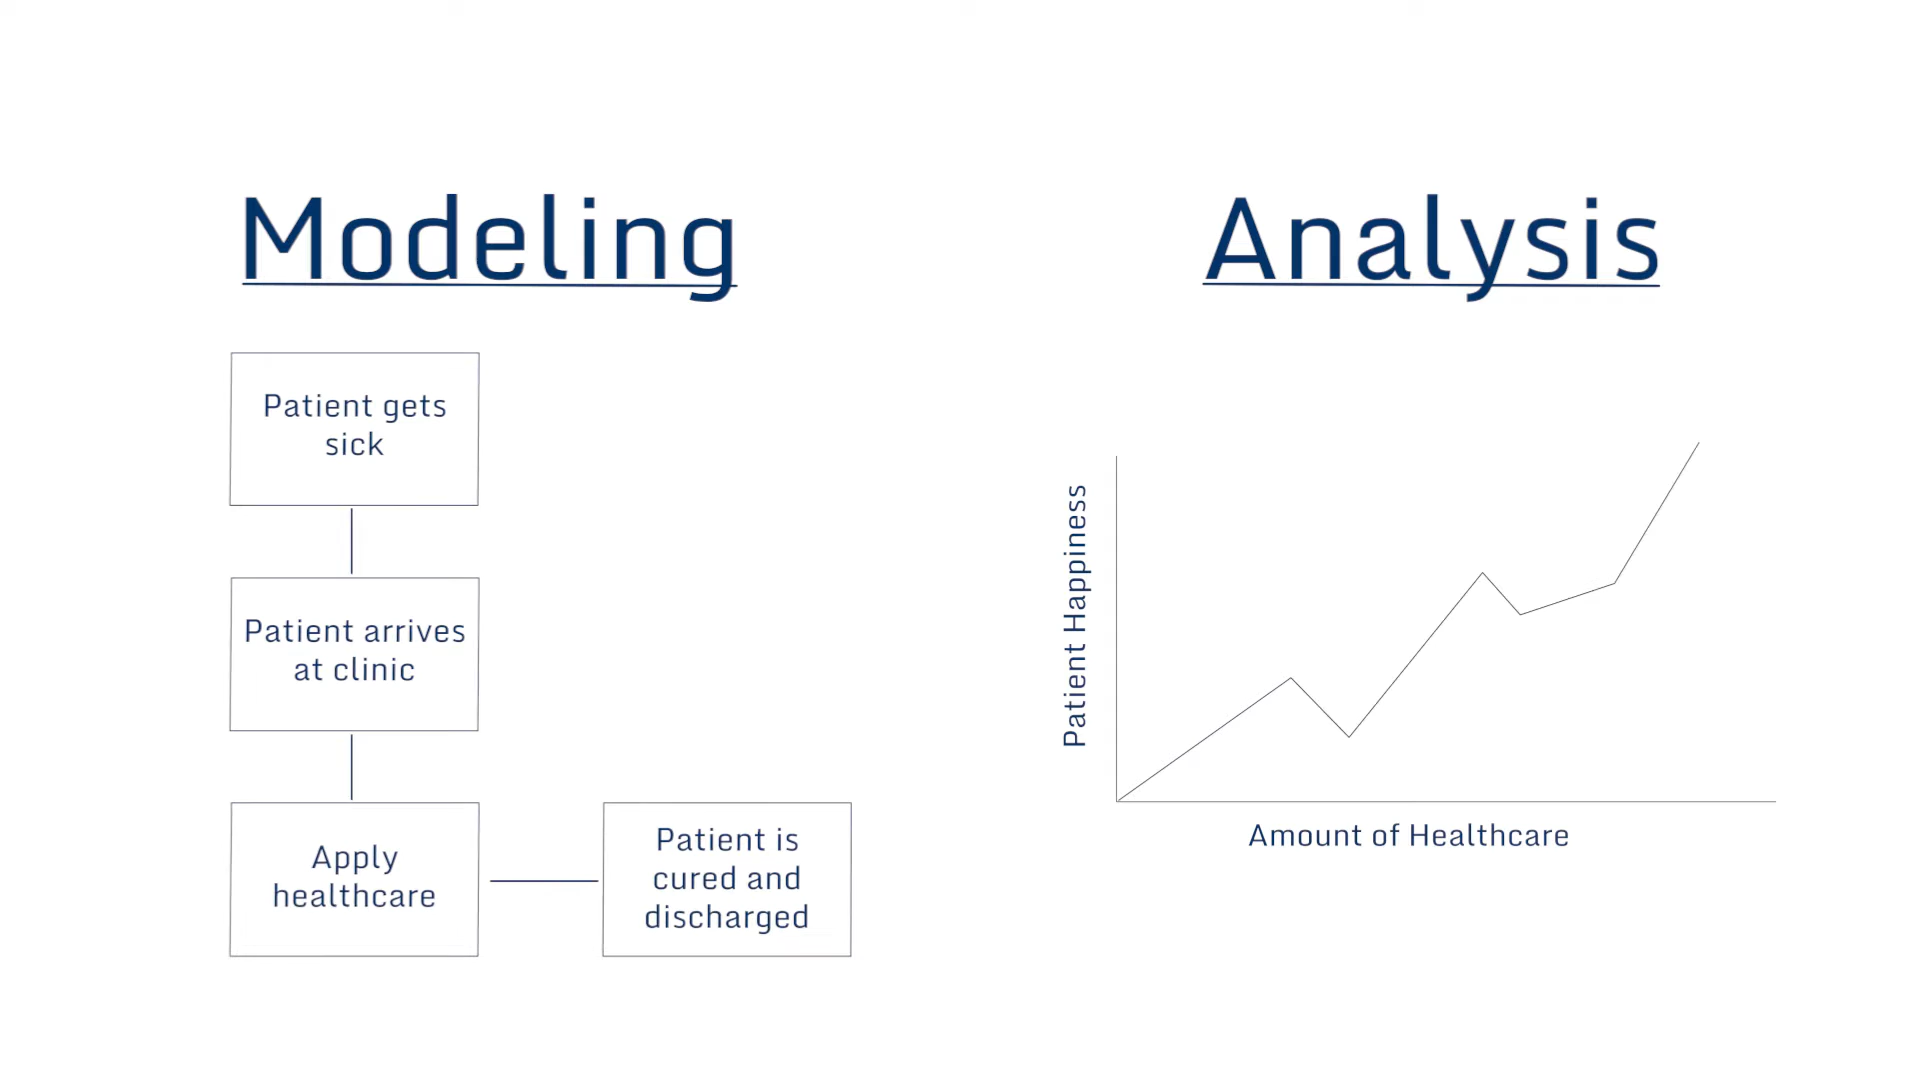 Modeling
Patient gets
sick
Patient arrives
at clinic
Apply
healthcare
Patient is
cured and
discharged
Analysis
Patient Happiness
Amount of Healthcare